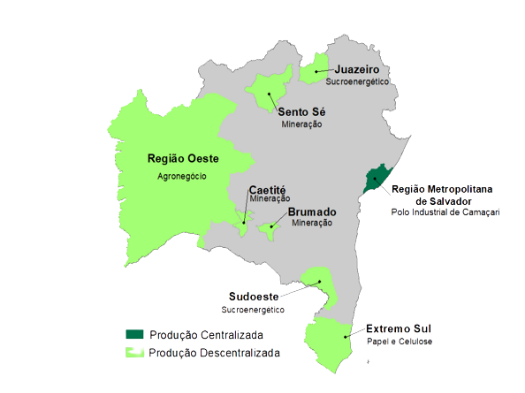 Juazeiro
Sucroenergético
Sento Sé
Mineração
Região Oeste
Agronegócio
Caetité
Mineração
Brumado
Mineração
Região Metropolitana
de Salvador
Polo Industrial de Camaçari
Sudoeste
Sucroenergético
Extremo Sul
Papel e Celulose
Produção Centralizada
Produção Descentralizada